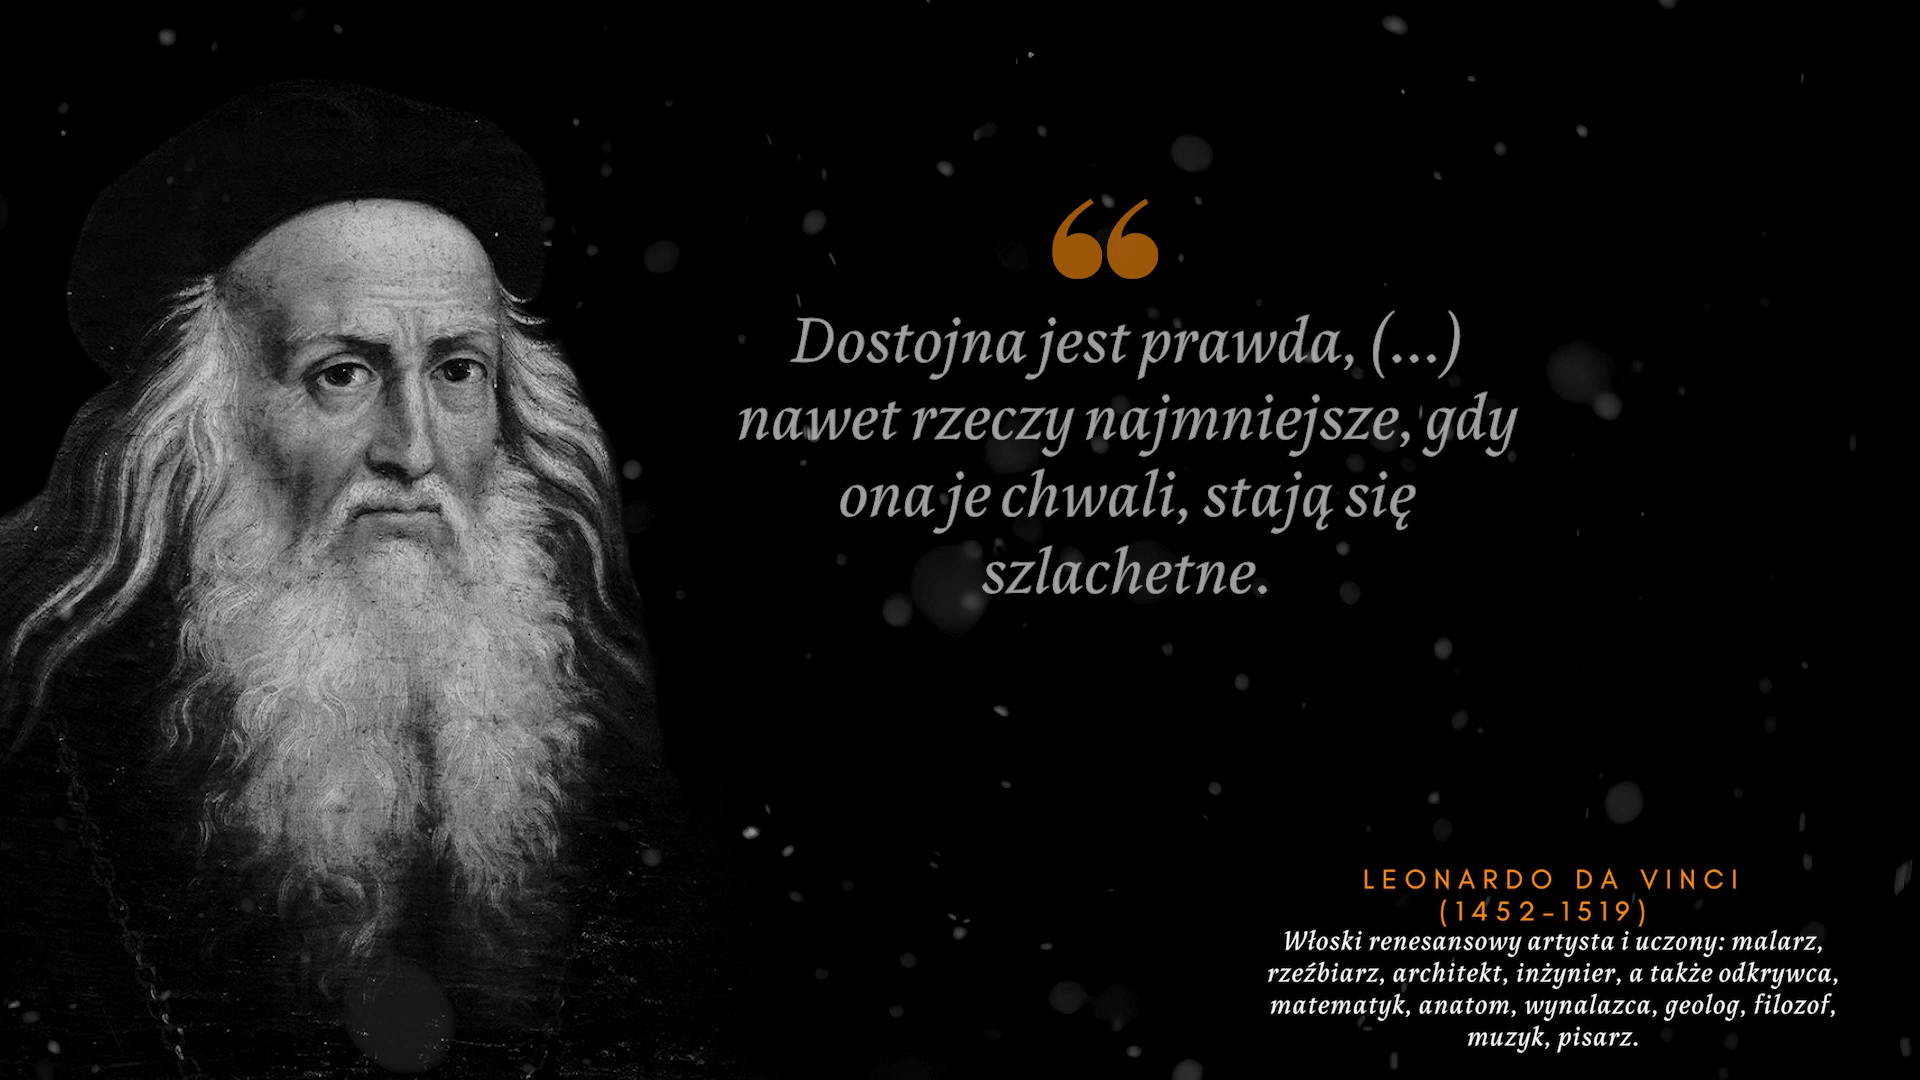 “
Dostojna jest prawda, (...)
nawet rzeczy najmniejsze, gdy
ona je chwali, stają się
szlachetne.
LEONARDO DA VINCI
(1452-1519)
Włoski renesansowy artysta i uczony: malarz,
rzeźbiarz, architekt, inżynier, a także odkrywca,
matematyk, anatom, wynalazca, geolog, filozof,
muzyk, pisarz.